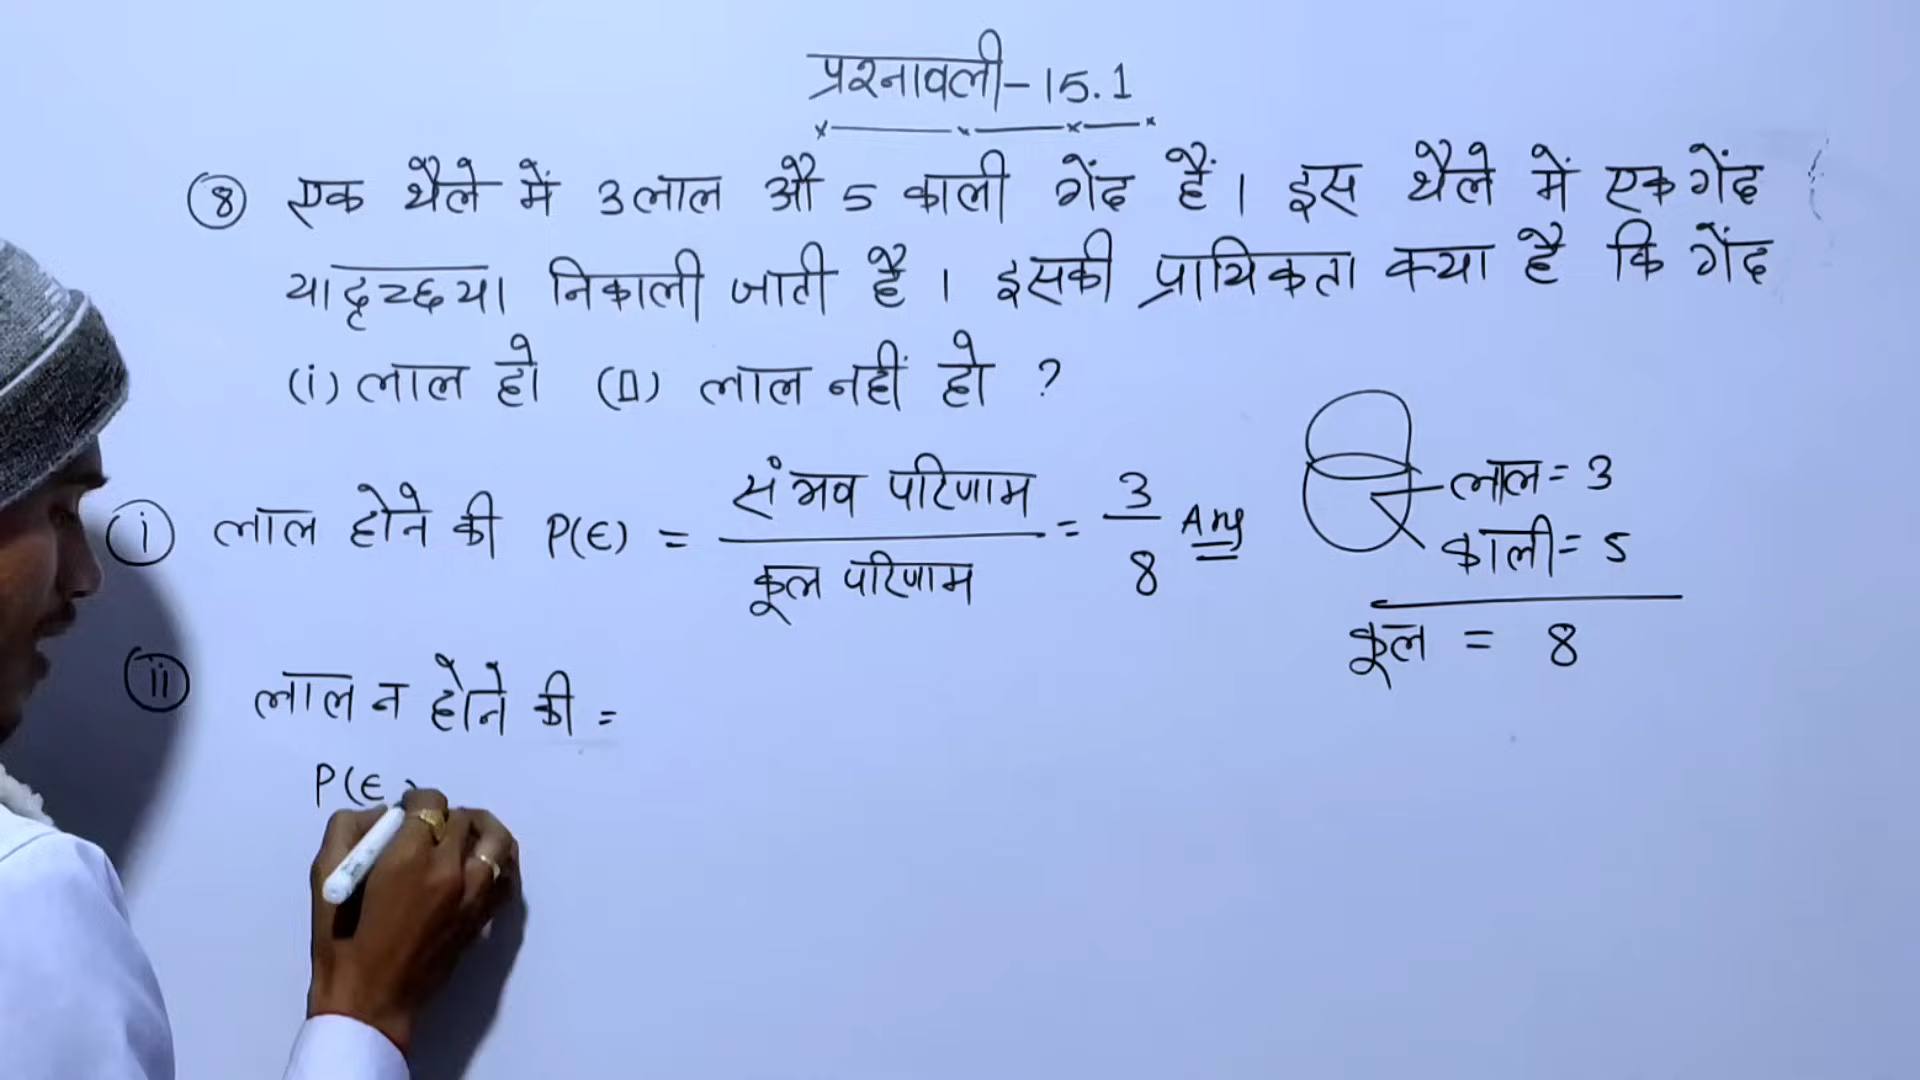 प्रश्नावली-15.1
⑧ एक थैले में 3 लाल औ 5 काली गेंद हैं। इस थैले में एक गेंद
यादृच्छया निकाली जाती है। इसकी प्रायिकता क्या है कि गेंद
(i) लाल हो (II) लाल नहीं हो ?
ⓘ लाल होने की P(E) = संभव परिणाम / कूल परिणाम = 3/8 Ans
लाल = 3
काली = 5
कूल = 8
ⅱ लाल न होने की =
P(E